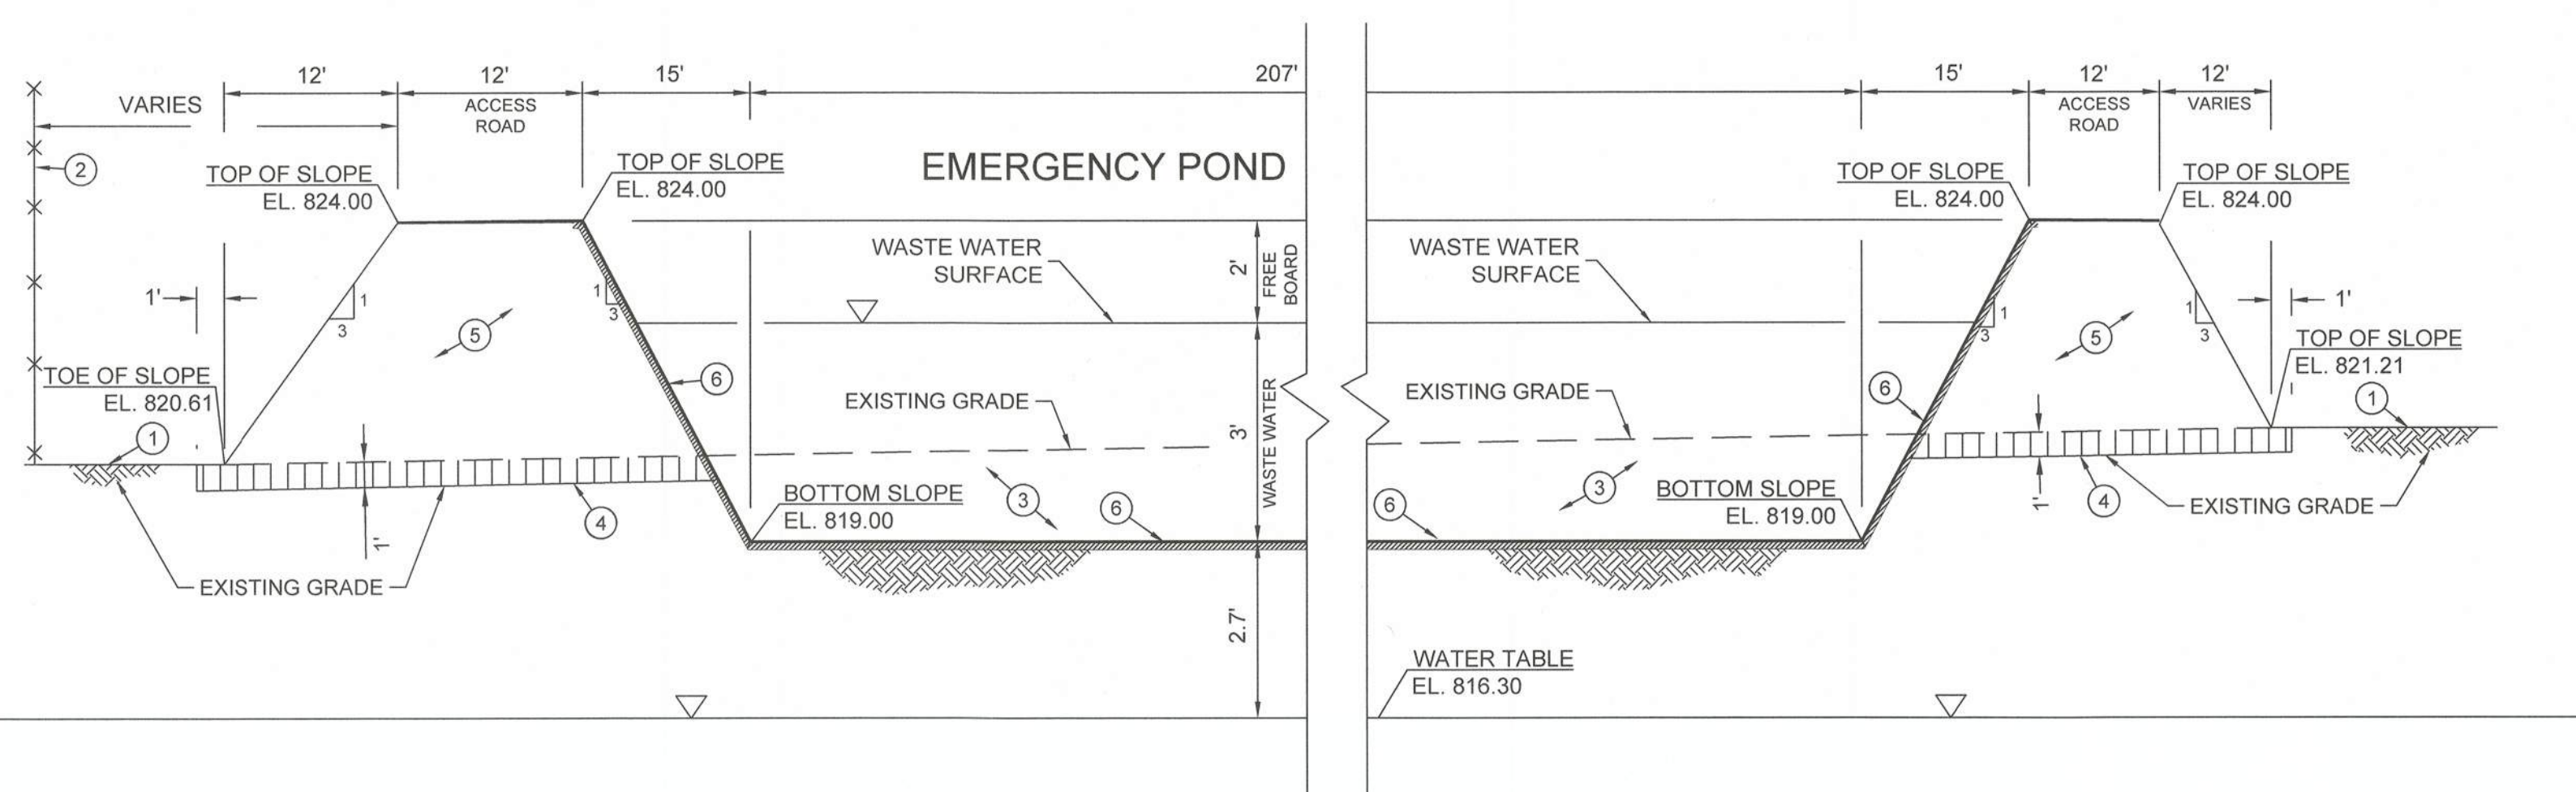 12'
12'
15'
207'
15'
12'
12'
VARIES
ACCESS
ROAD
ACCESS
ROAD
VARIES
2
TOP OF SLOPE
EL. 824.00
TOP OF SLOPE
EL. 824.00
EMERGENCY POND
TOP OF SLOPE
EL. 824.00
TOP OF SLOPE
EL. 824.00
WASTE WATER
SURFACE
2'
FREE
BOARD
WASTE WATER
SURFACE
1'
1
3
1
3
1
3
1
3
1'
5
5
TOE OF SLOPE
EL. 820.61
6
EXISTING GRADE
3'
WASTE WATER
EXISTING GRADE
6
TOP OF SLOPE
EL. 821.21
1
1
BOTTOM SLOPE
EL. 819.00
3
6
6
3
BOTTOM SLOPE
EL. 819.00
1'
4
EXISTING GRADE
1'
4
EXISTING GRADE
2.7'
WATER TABLE
EL. 816.30